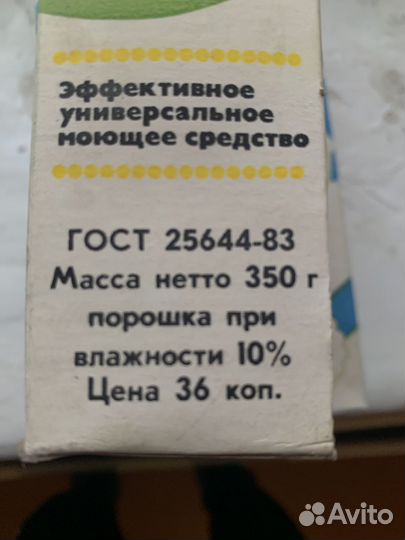 Эффективное
универсальное
моющее средство
ГОСТ 25644-83
Масса нетто 350 г
порошка при
влажности 10%
Цена 36 коп.
Avito